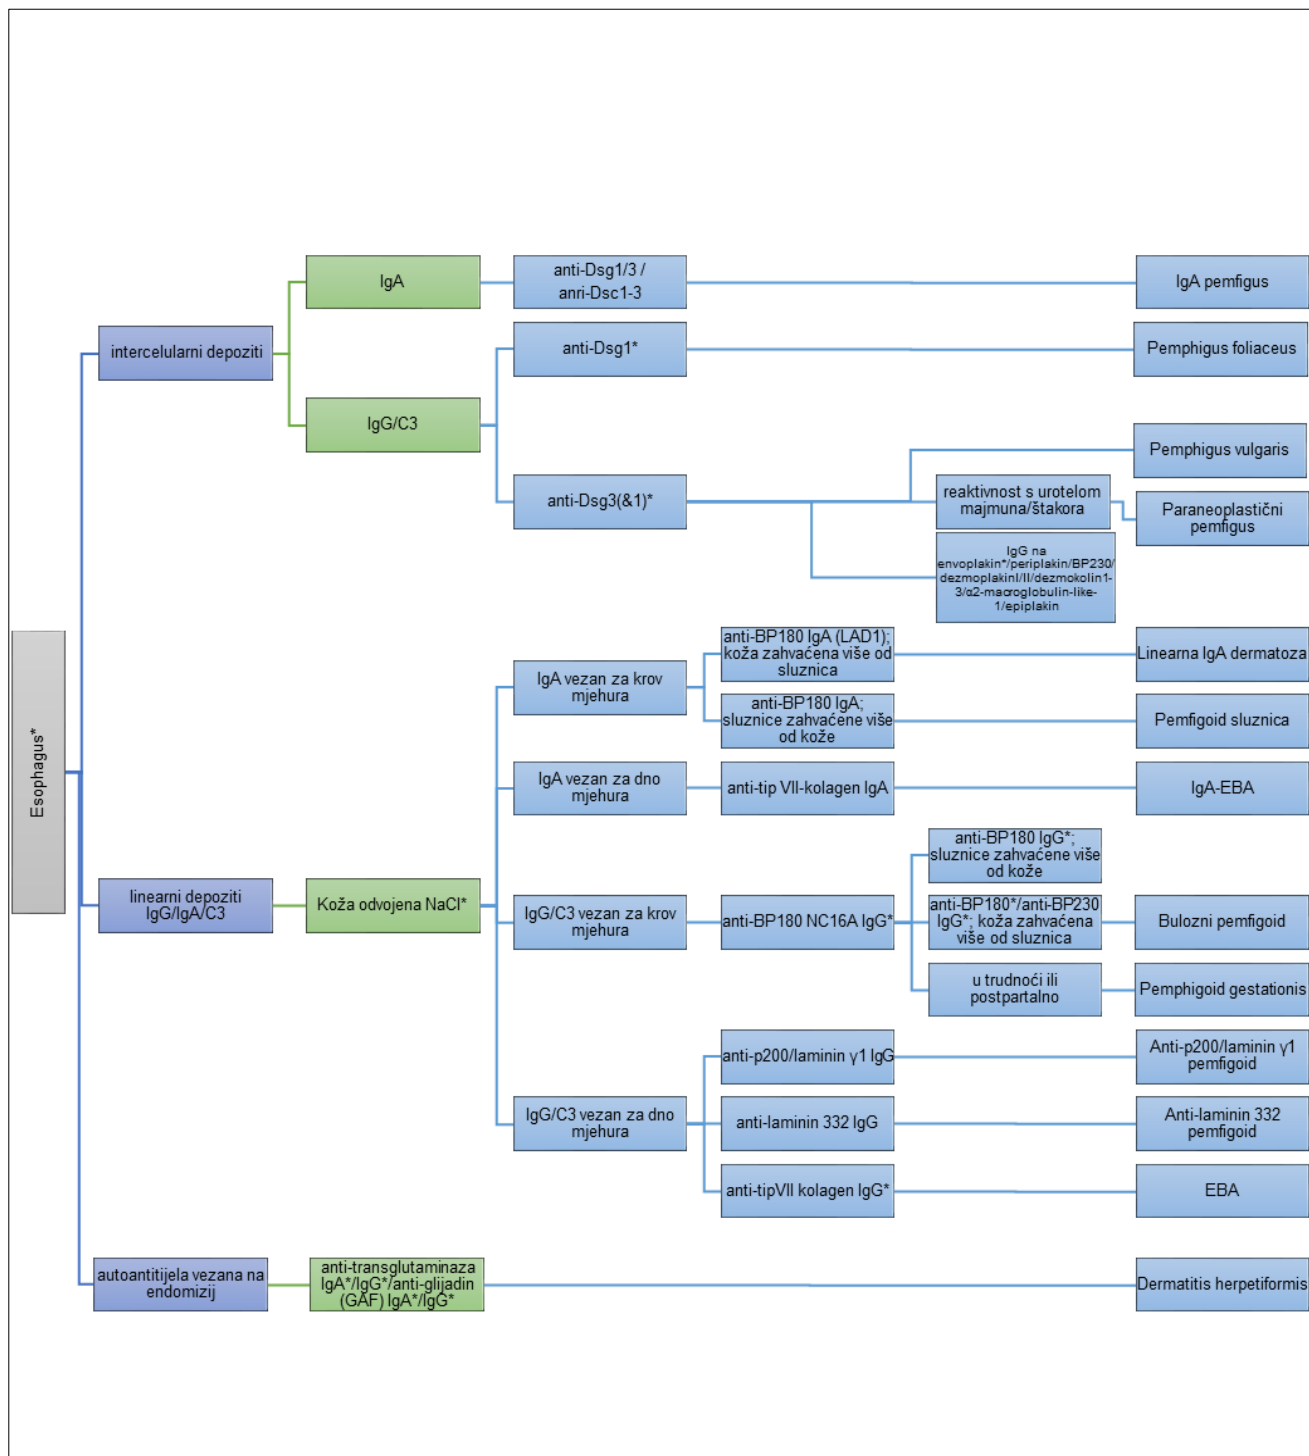 Esophagus*
intercelularni depoziti
IgA
anti-Dsg1/3 /
anri-Dsc1-3
IgA pemfigus
IgG/C3
anti-Dsg1*
Pemphigus foliaceus
anti-Dsg3(&1)*
Pemphigus vulgaris
reaktivnost s urotelom
majmuna/štakora
Paraneoplastični
pemfigus
IgG na
envoplakin*/periplakin/BP230/
dezmoplakinI/II/dezmokolin1-
3/α2-macroglobulin-like-
1/epiplakin
linearni depoziti
IgG/IgA/C3
Koža odvojena NaCl*
IgA vezan za krov
mjehura
anti-BP180 IgA (LAD1);
koža zahvaćena više od
sluznica
Linearna IgA dermatoza
anti-BP180 IgA;
sluznice zahvaćene više
od kože
Pemfigoid sluznica
IgA vezan za dno
mjehura
anti-tip VII-kolagen IgA
IgA-EBA
IgG/C3 vezan za krov
mjehura
anti-BP180 NC16A IgG*
anti-BP180 IgG*;
sluznice zahvaćene više
od kože
anti-BP180*/anti-BP230
IgG*; koža zahvaćena
više od sluznica
Bulozni pemfigoid
u trudnoći ili
postpartalno
Pemphigoid gestationis
IgG/C3 vezan za dno
mjehura
anti-p200/laminin γ1 IgG
Anti-p200/laminin γ1
pemfigoid
anti-laminin 332 IgG
Anti-laminin 332
pemfigoid
anti-tipVII kolagen IgG*
EBA
autoantitijela vezana na
endomizij
anti-transglutaminaza
IgA*/IgG*/anti-glijadin
(GAF) IgA*/IgG*
Dermatitis herpetiformis